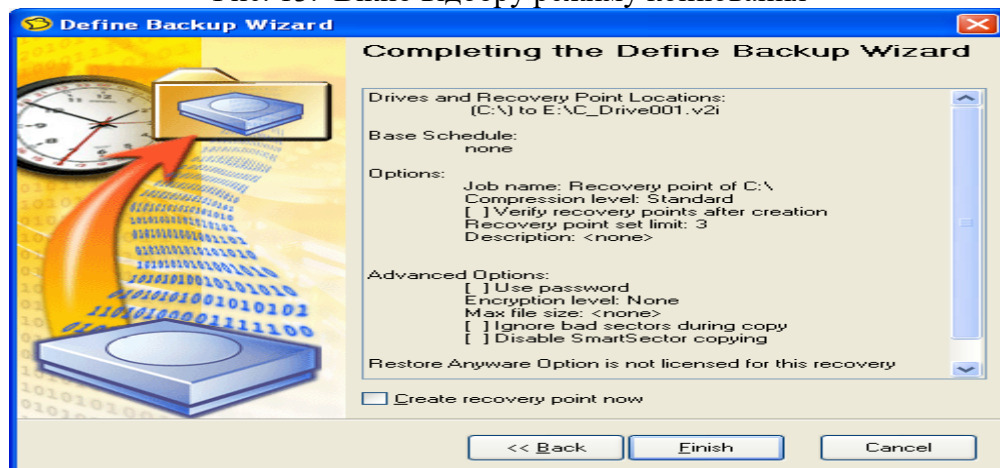 Define Backup Wizard
Completing the Define Backup Wizard
Drives and Recovery Point Locations:
(C:\) to E:\C_Drive001.v2i
Base Schedule:
none
Options:
Job name: Recovery point of C:\
Compression level: Standard
[ ] Verify recovery points after creation
Recovery point set limit: 3
Description: <none>
Advanced Options:
[ ] Use password
Encryption level: None
Max file size: <none>
[ ] Ignore bad sectors during copy
[ ] Disable SmartSector copying
Restore Anyware Option is not licensed for this recovery
Create recovery point now
<< Back
Finish
Cancel